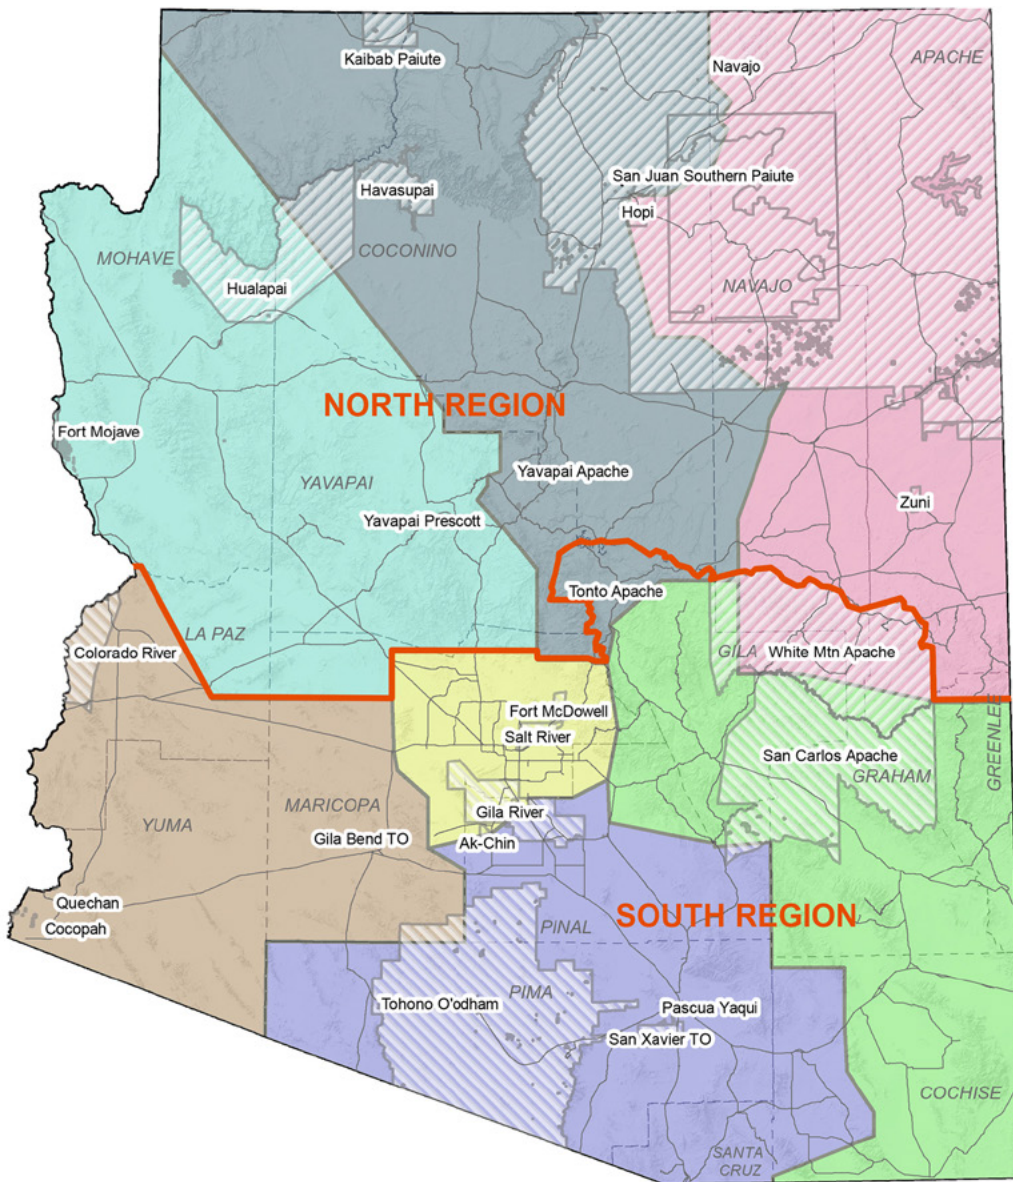 Kaibab Paiute
Navajo
APACHE
San Juan Southern Paiute
Havasupai
Hopi
MOHAVE
COCONINO
Hualapai
NAVAJO
NORTH REGION
Fort Mojave
Yavapai Apache
YAVAPAI
Zuni
Yavapai Prescott
Tonto Apache
LA PAZ
Colorado River
GILA
White Mtn Apache
Fort McDowell
Salt River
GREENLEE
San Carlos Apache
GRAHAM
MARICOPA
Gila River
YUMA
Gila Bend TO
Ak-Chin
Quechan
SOUTH REGION
Cocopah
PINAL
PIMA
Tohono O'odham
Pascua Yaqui
San Xavier TO
COCHISE
SANTA
CRUZ